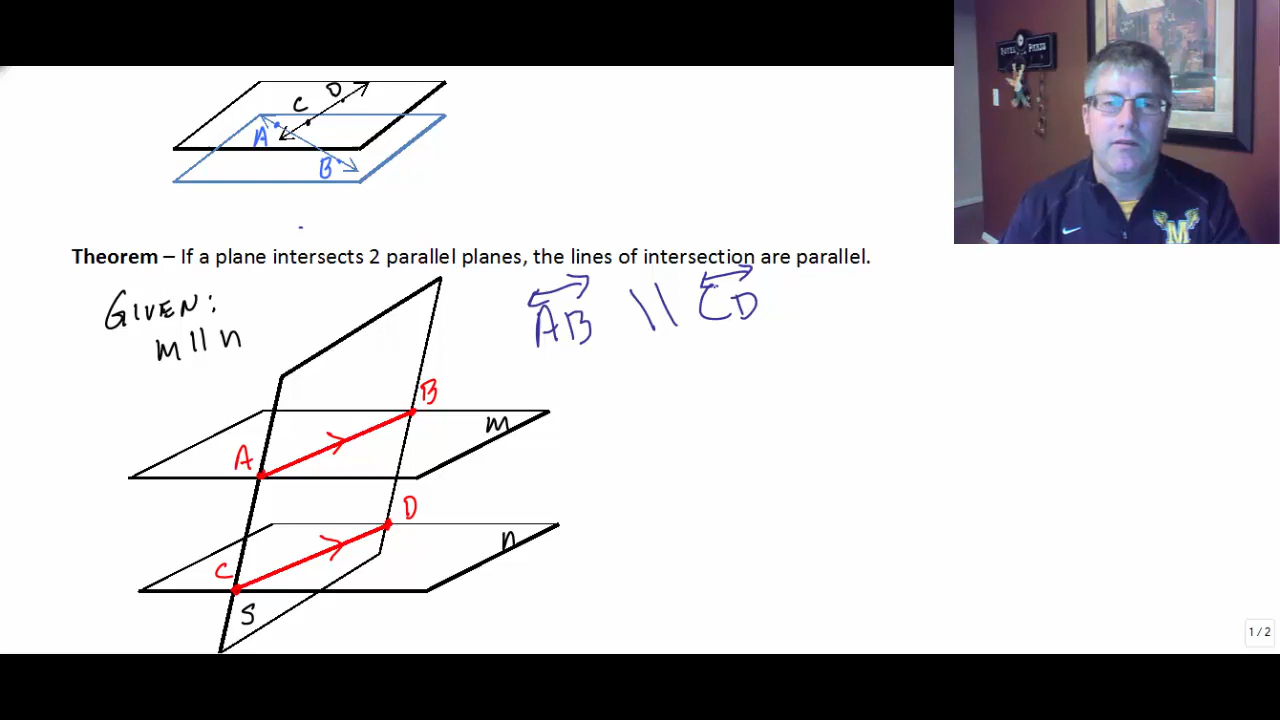 D
C
A
B
Theorem – If a plane intersects 2 parallel planes, the lines of intersection are parallel.
GIVEN:
m || n
AB || CD
B
m
A
D
n
C
S
M
1 / 2